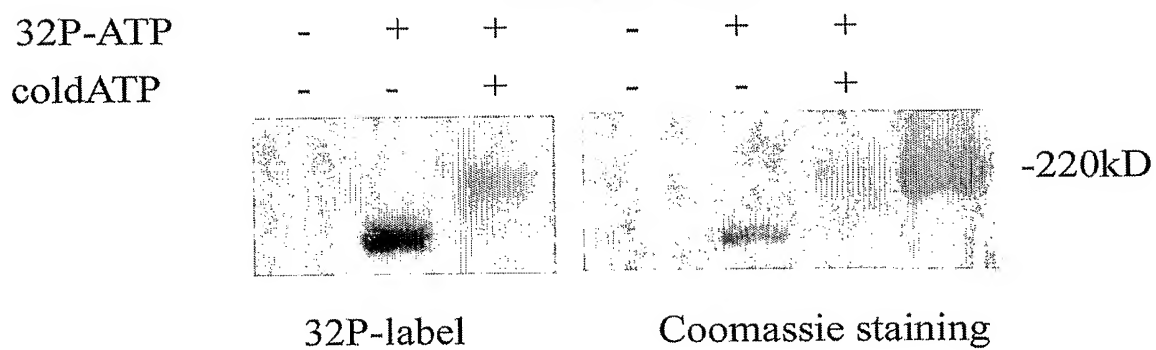 32P-ATP - + + - + +
coldATP - - + - - +
-220kD
32P-label Coomassie staining